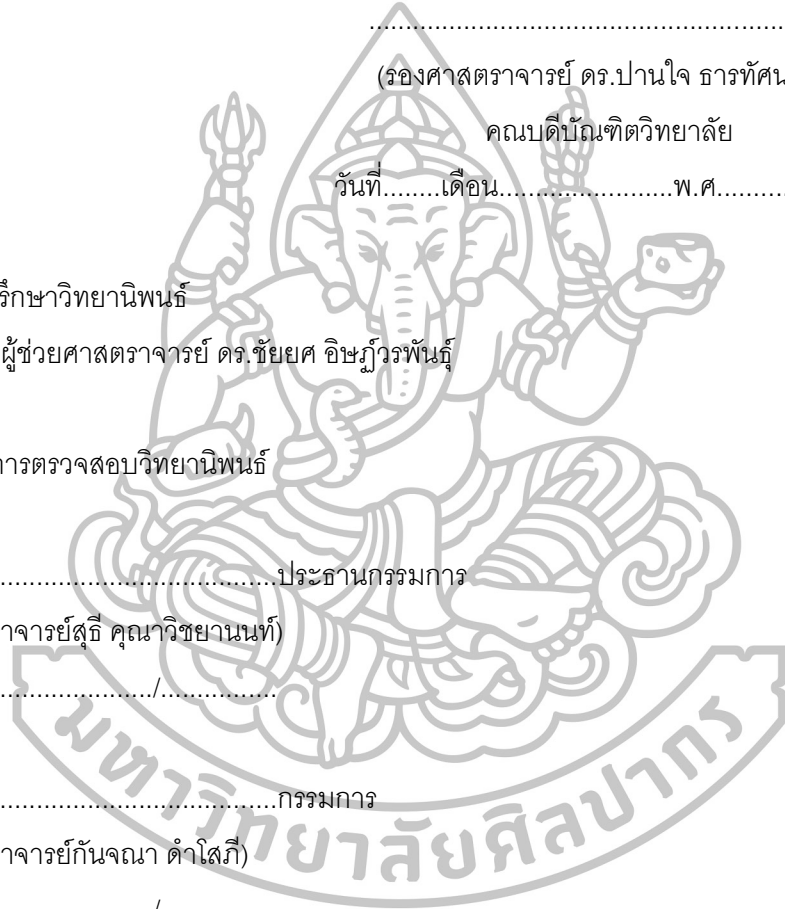 ................................................................
(รองศาสตราจารย์ ดร.ปานใจ ธารทัศน
คณบดีบัณฑิตวิทยาลัย
วันที่........เดือน........................พ.ศ...........
รึกษาวิทยานิพนธ์
ผู้ช่วยศาสตราจารย์ ดร.ชัยยศ อิษฏ์วรพันธุ์
การตรวจสอบวิทยานิพนธ์
......................................ประธานกรรมการ
าจารย์สุธี คุณาวิชยานนท์)
...................../................
......................................กรรมการ
าจารย์กันจณา ดำโสภี)
...................../................
มหาวิทยาลัยศิลปากร